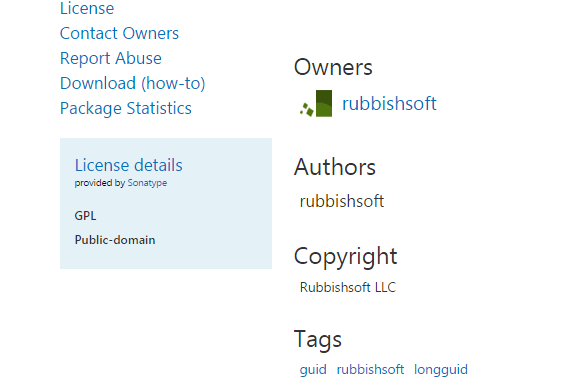 License
Contact Owners
Report Abuse
Download (how-to)
Package Statistics
License details
provided by Sonatype
GPL
Public-domain
Owners
rubbishsoft
Authors
rubbishsoft
Copyright
Rubbishsoft LLC
Tags
guid rubbishsoft longguid